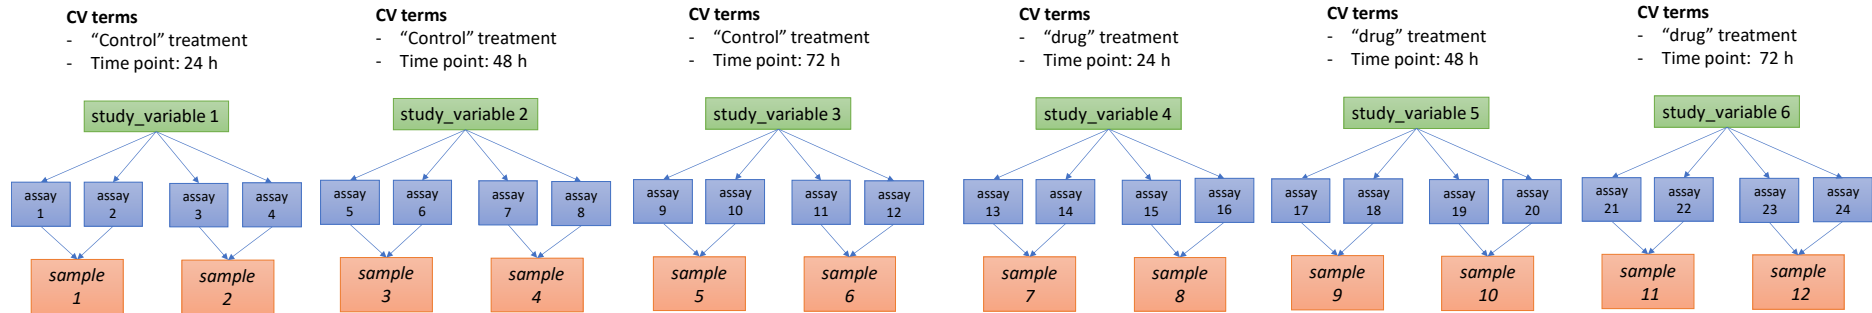 CV terms
- “Control” treatment
- Time point: 24 h
CV terms
- “Control” treatment
- Time point: 48 h
CV terms
- “Control” treatment
- Time point: 72 h
CV terms
- “drug” treatment
- Time point: 24 h
CV terms
- “drug” treatment
- Time point: 48 h
CV terms
- “drug” treatment
- Time point: 72 h
study_variable 1
study_variable 2
study_variable 3
study_variable 4
study_variable 5
study_variable 6
assay
1
assay
2
assay
3
assay
4
assay
5
assay
6
assay
7
assay
8
assay
9
assay
10
assay
11
assay
12
assay
13
assay
14
assay
15
assay
16
assay
17
assay
18
assay
19
assay
20
assay
21
assay
22
assay
23
assay
24
sample
1
sample
2
sample
3
sample
4
sample
5
sample
6
sample
7
sample
8
sample
9
sample
10
sample
11
sample
12